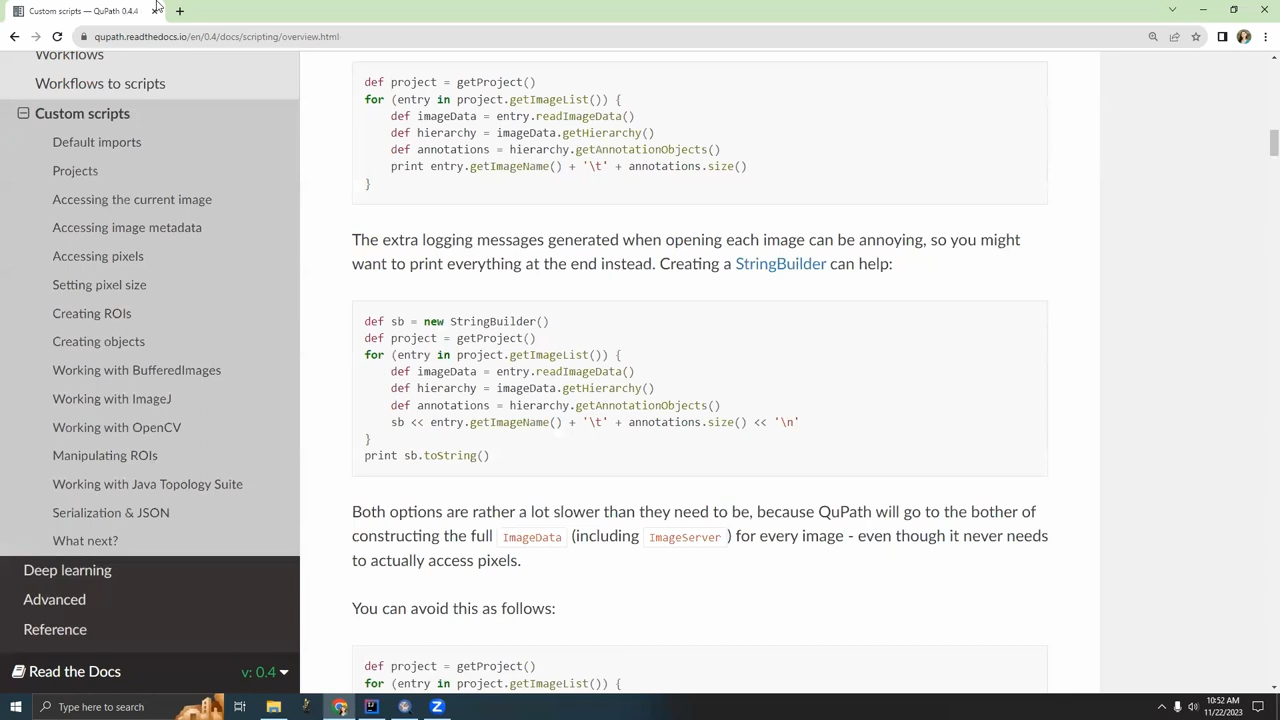 Custom scripts — QuPath 0.4.4
qupath.readthedocs.io/en/0.4/docs/scripting/overview.html
Workflows
Workflows to scripts
Custom scripts
Default imports
Projects
Accessing the current image
Accessing image metadata
Accessing pixels
Setting pixel size
Creating ROIs
Creating objects
Working with BufferedImages
Working with ImageJ
Working with OpenCV
Manipulating ROIs
Working with Java Topology Suite
Serialization & JSON
What next?
Deep learning
Advanced
Reference
Read the Docs v: 0.4
def project = getProject()
for (entry in project.getImageList()) {
def imageData = entry.readImageData()
def hierarchy = imageData.getHierarchy()
def annotations = hierarchy.getAnnotationObjects()
print entry.getImageName() + '\t' + annotations.size()
}
The extra logging messages generated when opening each image can be annoying, so you might
want to print everything at the end instead. Creating a StringBuilder can help:
def sb = new StringBuilder()
def project = getProject()
for (entry in project.getImageList()) {
def imageData = entry.readImageData()
def hierarchy = imageData.getHierarchy()
def annotations = hierarchy.getAnnotationObjects()
sb << entry.getImageName() + '\t' + annotations.size() << '\n'
}
print sb.toString()
Both options are rather a lot slower than they need to be, because QuPath will go to the bother of
constructing the full ImageData (including ImageServer) for every image - even though it never needs
to actually access pixels.
You can avoid this as follows:
def project = getProject()
for (entry in project.getImageList()) {
Type here to search
10:52 AM
11/22/2023